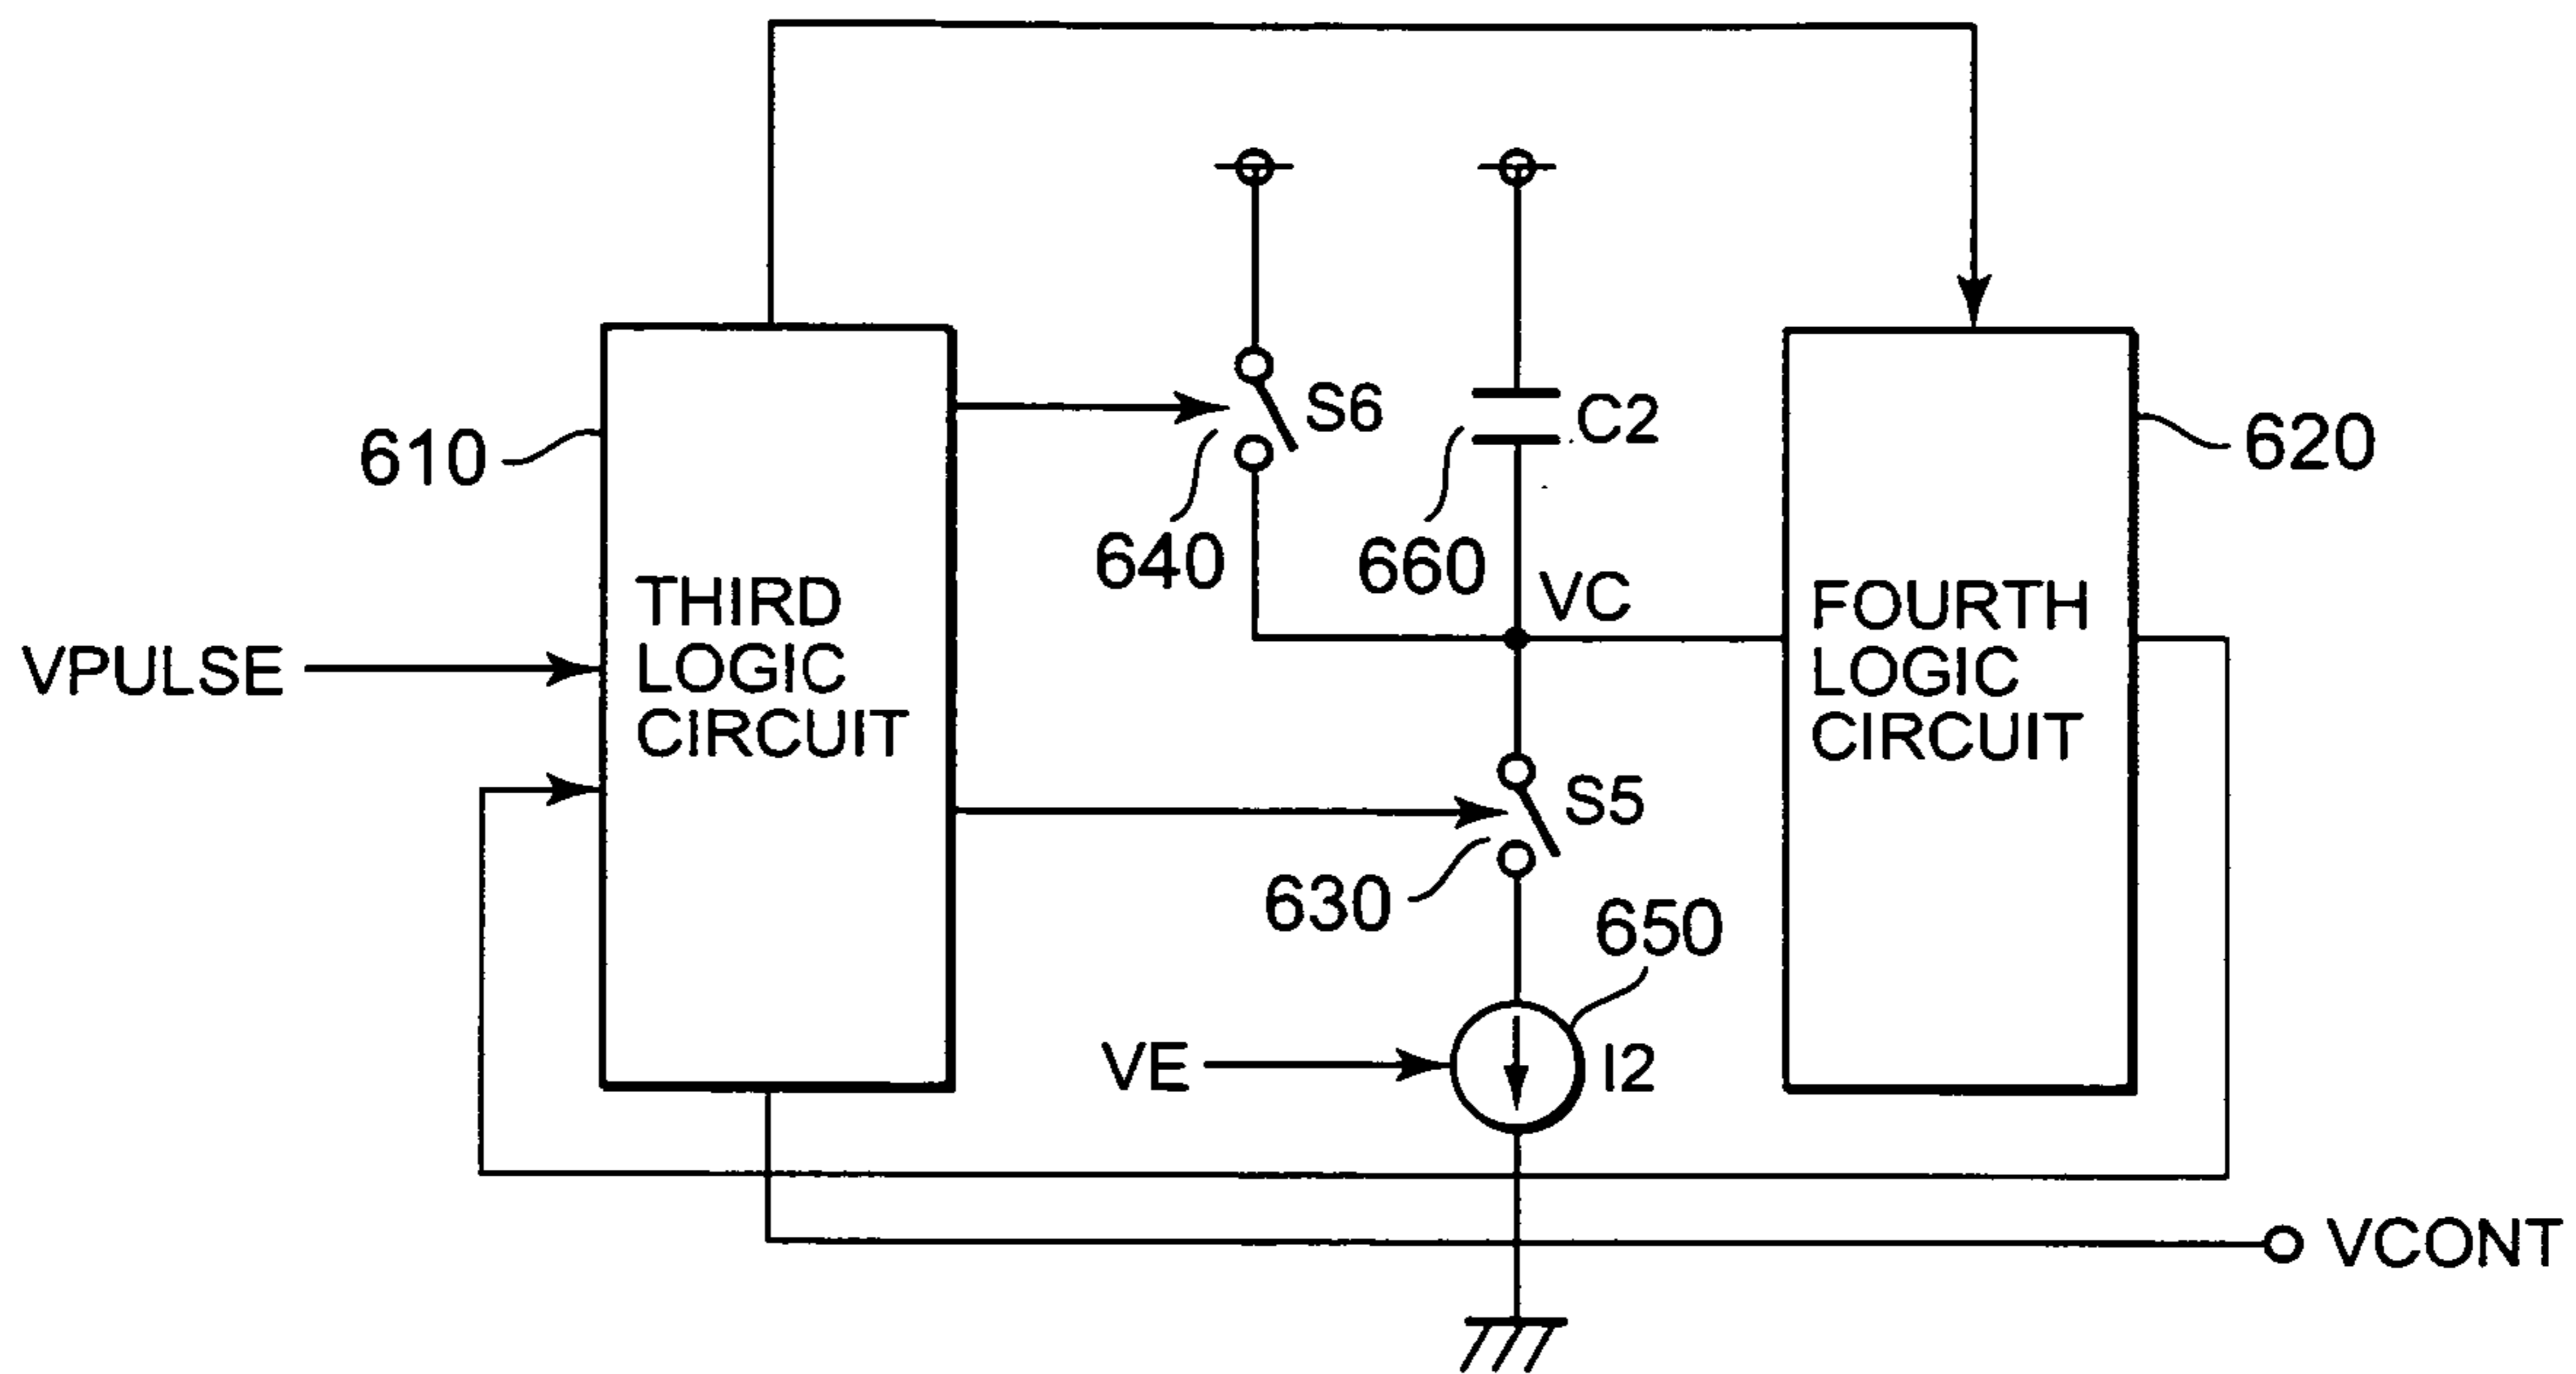 S6
C2
610
620
640
660
VC
THIRD
LOGIC
CIRCUIT
FOURTH
LOGIC
CIRCUIT
VPULSE
S5
630
650
VE
I2
VCONT